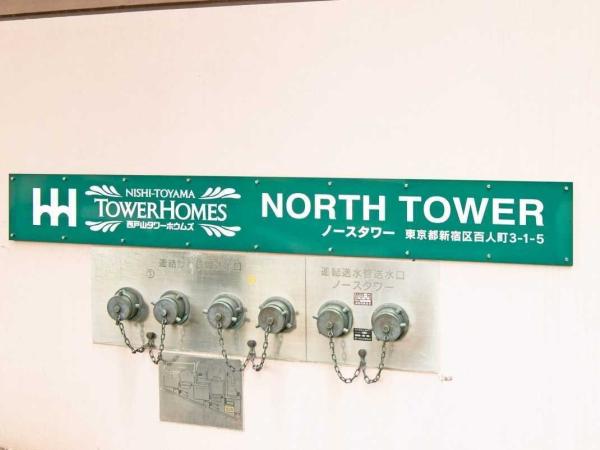 NISHI-TOYAMA
TOWERHOMES
西戸山タワーホウムズ
NORTH TOWER
ノースタワー 東京都新宿区百人町3-1-5
連結送水管送水口
ノースタワー